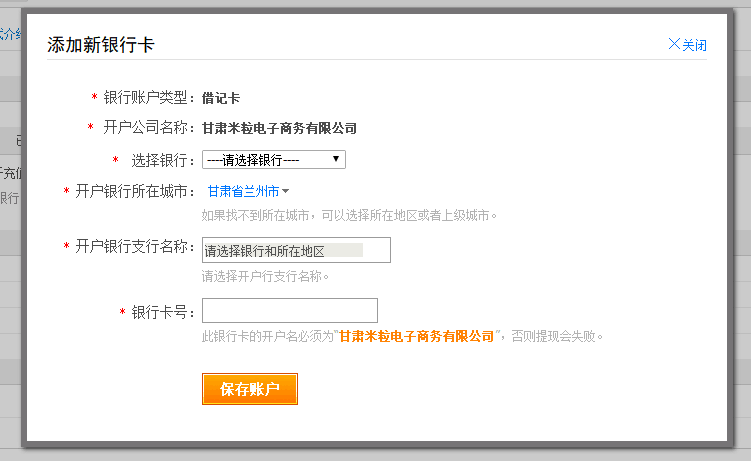 添加新银行卡
关闭
* 银行账户类型：借记卡
* 开户公司名称：甘肃米粒电子商务有限公司
* 选择银行：----请选择银行----
* 开户银行所在城市：甘肃省兰州市
如果找不到所在城市，可以选择所在地区或者上级城市。
* 开户银行支行名称：请选择银行和所在地区
请选择开户行支行名称。
* 银行卡号：
此银行卡的开户名必须为"甘肃米粒电子商务有限公司"，否则提现会失败。
保存账户